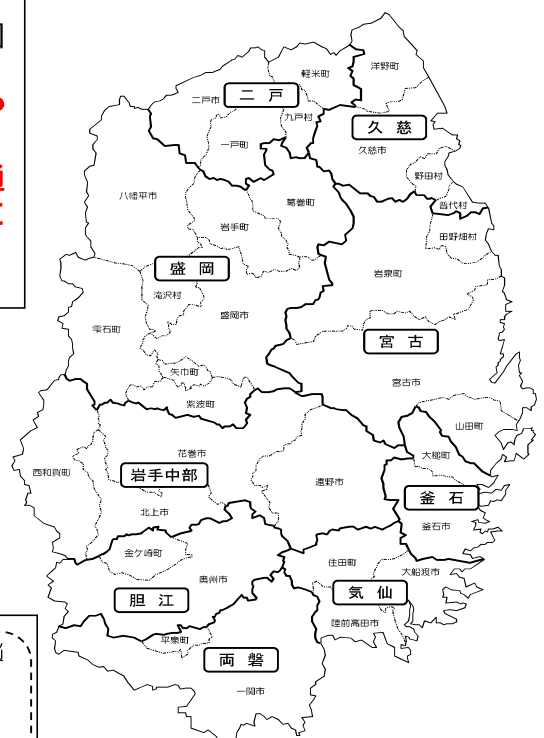 洋野町
軽米町
二戸市
二 戸
九戸村
久 慈
一戸町
久慈市
野田村
八幡平市
葛巻町
普代村
岩手町
田野畑村
盛 岡
岩泉町
滝沢村
盛岡市
雫石町
宮 古
矢巾町
宮古市
紫波町
山田町
花巻市
大槌町
西和賀町
岩手中部
遠野市
釜 石
北上市
釜石市
金ケ崎町
住田町
大船渡市
奥州市
胆 江
気 仙
陸前高田市
平泉町
両 磐
一関市